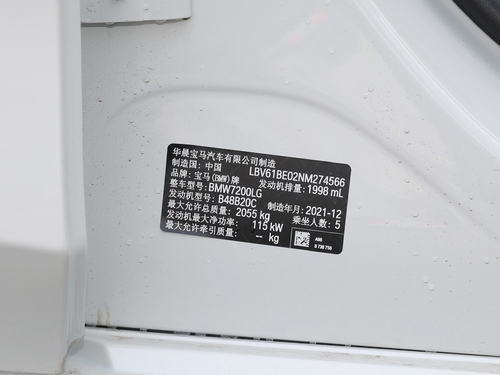 华晨宝马汽车有限公司制造
制造国: 中国 LBV61BE02NM274566
品牌: 宝马(BMW)牌 发动机排量: 1998 mL
整车型号: BMW7200LG
发动机型号: B48B20C 制造年月: 2021-12
最大允许总质量: 2055 kg 乘坐人数: 5
最大净功率: 115 kW
最大允许牵引质量: -- kg